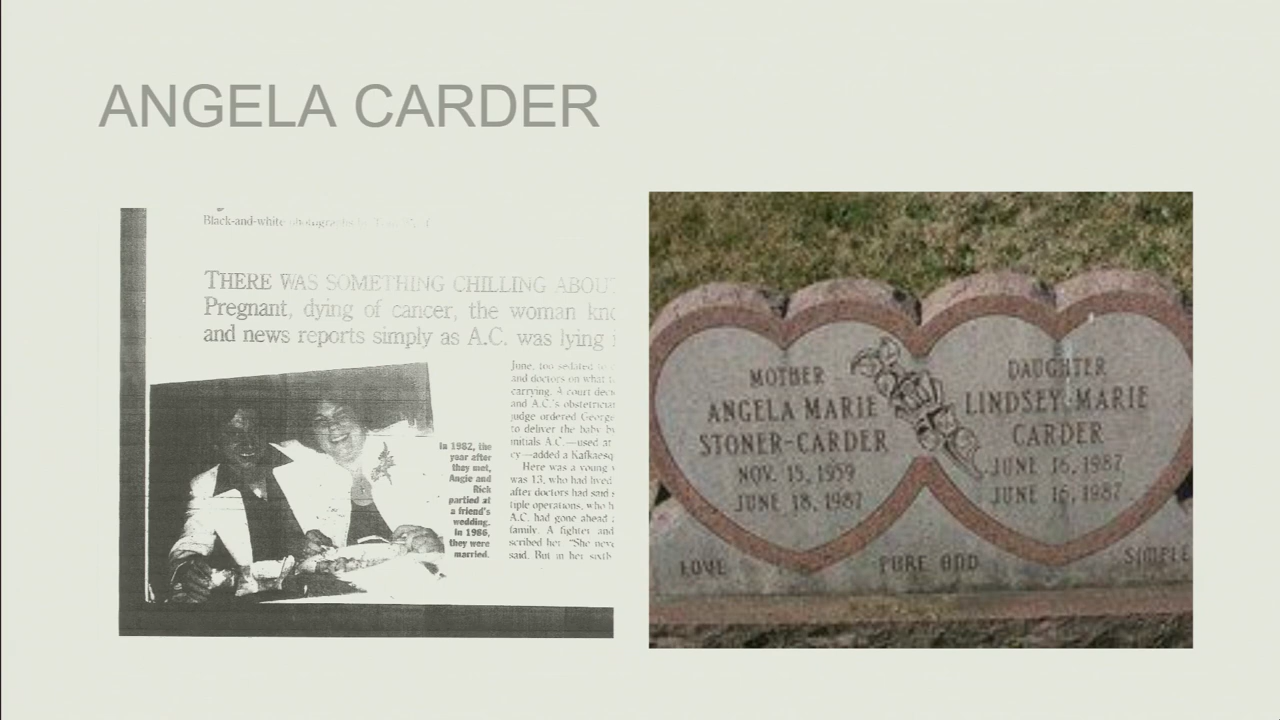 ANGELA CARDER
Black-and-white
THERE WAS SOMETHING CHILLING ABOU
Pregnant, dying of cancer, the woman kno
and news reports simply as A.C. was lying i
In 1982, the
year after
they met,
Angie and
Rick
partied at
a friend's
wedding.
In 1986,
they were
married.
June, too sedated to
and doctors on what
carrying. A court
and A.C.'s obstetrician
judge ordered George
to deliver the baby b
initials A.C.—used
cy—added a Kafkaesq
Here was a young
was 13, who had lived
after doctors had said
tiple operations, who h
A.C. had gone ahead
family. A fighter and
scribed her. "She neve
said. But in her sixth
MOTHER
ANGELA MARIE
STONER-CARDER
NOV. 15, 1959
JUNE 18, 1987
DAUGHTER
LINDSEY MARIE
CARDER
JUNE 16, 1987
JUNE 16, 1987
LOVE PURE AND SIMPLE